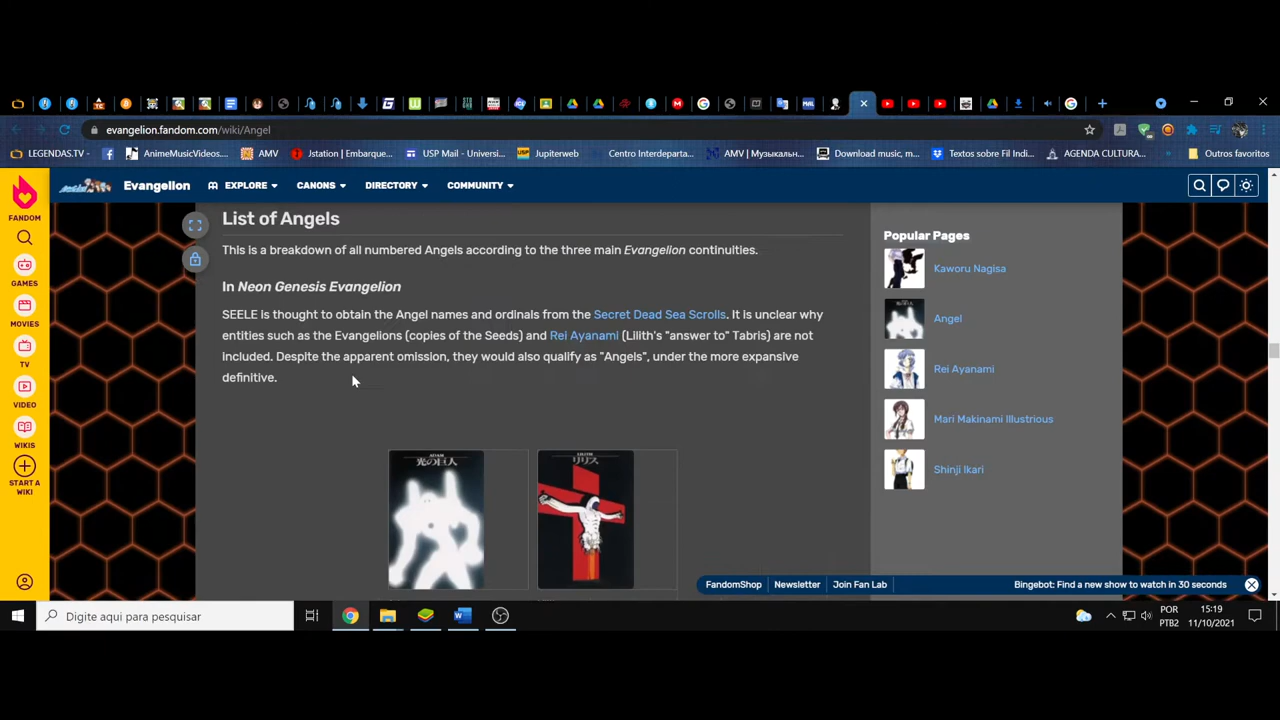 evangelion.fandom.com/wiki/Angel
LEGENDAS.TV -
AnimeMusicVideos....
AMV
Jstation | Embarque...
USP Mail - Universi...
Jupiterweb
Centro Interdeparta...
AMV | Музыкальн...
Download music, m...
Textos sobre Fil Indi...
AGENDA CULTURA...
Outros favoritos
Evangelion
EXPLORE
CANONS
DIRECTORY
COMMUNITY
FANDOM
GAMES
MOVIES
TV
VIDEO
WIKIS
START A
WIKI
List of Angels
This is a breakdown of all numbered Angels according to the three main Evangelion continuities.
In Neon Genesis Evangelion
SEELE is thought to obtain the Angel names and ordinals from the Secret Dead Sea Scrolls. It is unclear why
entities such as the Evangelions (copies of the Seeds) and Rei Ayanami (Lilith's "answer to" Tabris) are not
included. Despite the apparent omission, they would also qualify as "Angels", under the more expansive
definitive.
光の巨人
リリス
Popular Pages
Kaworu Nagisa
Angel
Rei Ayanami
Mari Makinami Illustrious
Shinji Ikari
FandomShop
Newsletter
Join Fan Lab
Bingebot: Find a new show to watch in 30 seconds
Digite aqui para pesquisar
POR
PTB2
15:19
11/10/2021